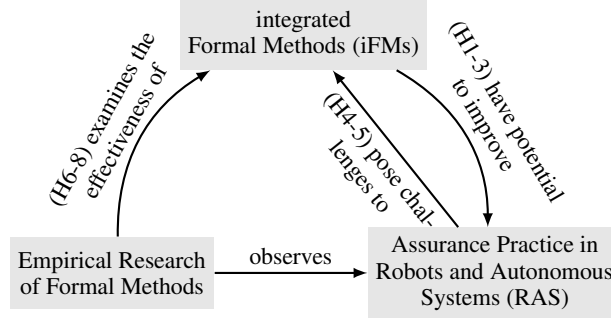 integrated
Formal Methods (iFMs)
(H6-8) examines the
effectiveness of
(H4-5) pose chal-
lenges to
(H1-3) have potential
to improve
Empirical Research
of Formal Methods
observes
Assurance Practice in
Robots and Autonomous
Systems (RAS)